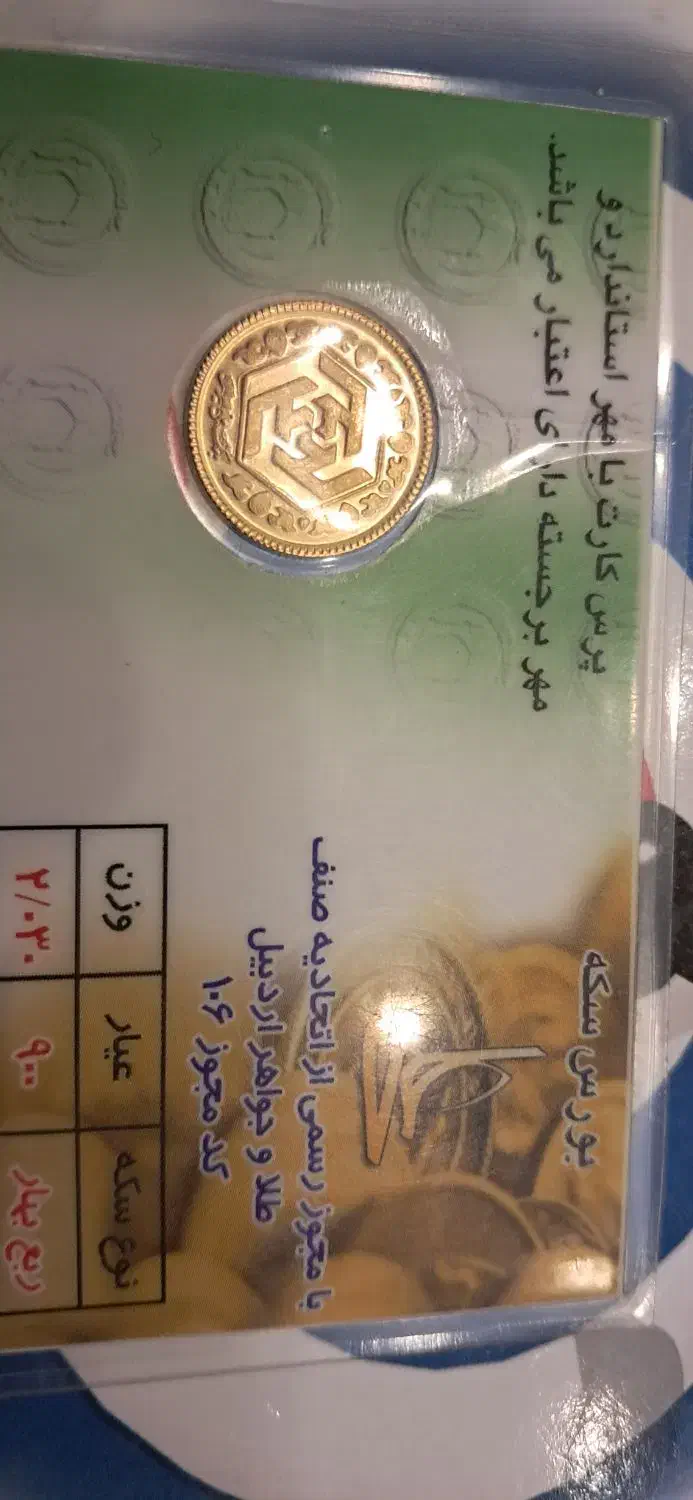 پرس کارت با مهر استاندارد و
مهر برجسته دارای اعتبار می باشد.
بورس سکه
با مجوز رسمی از اتحادیه صنف
طلا و جواهر اردبیل
کد مجوز ۱۰۶
وزن عیار نوع سکه
۲/۰۳۰ ۹۰۰ ربع بهار